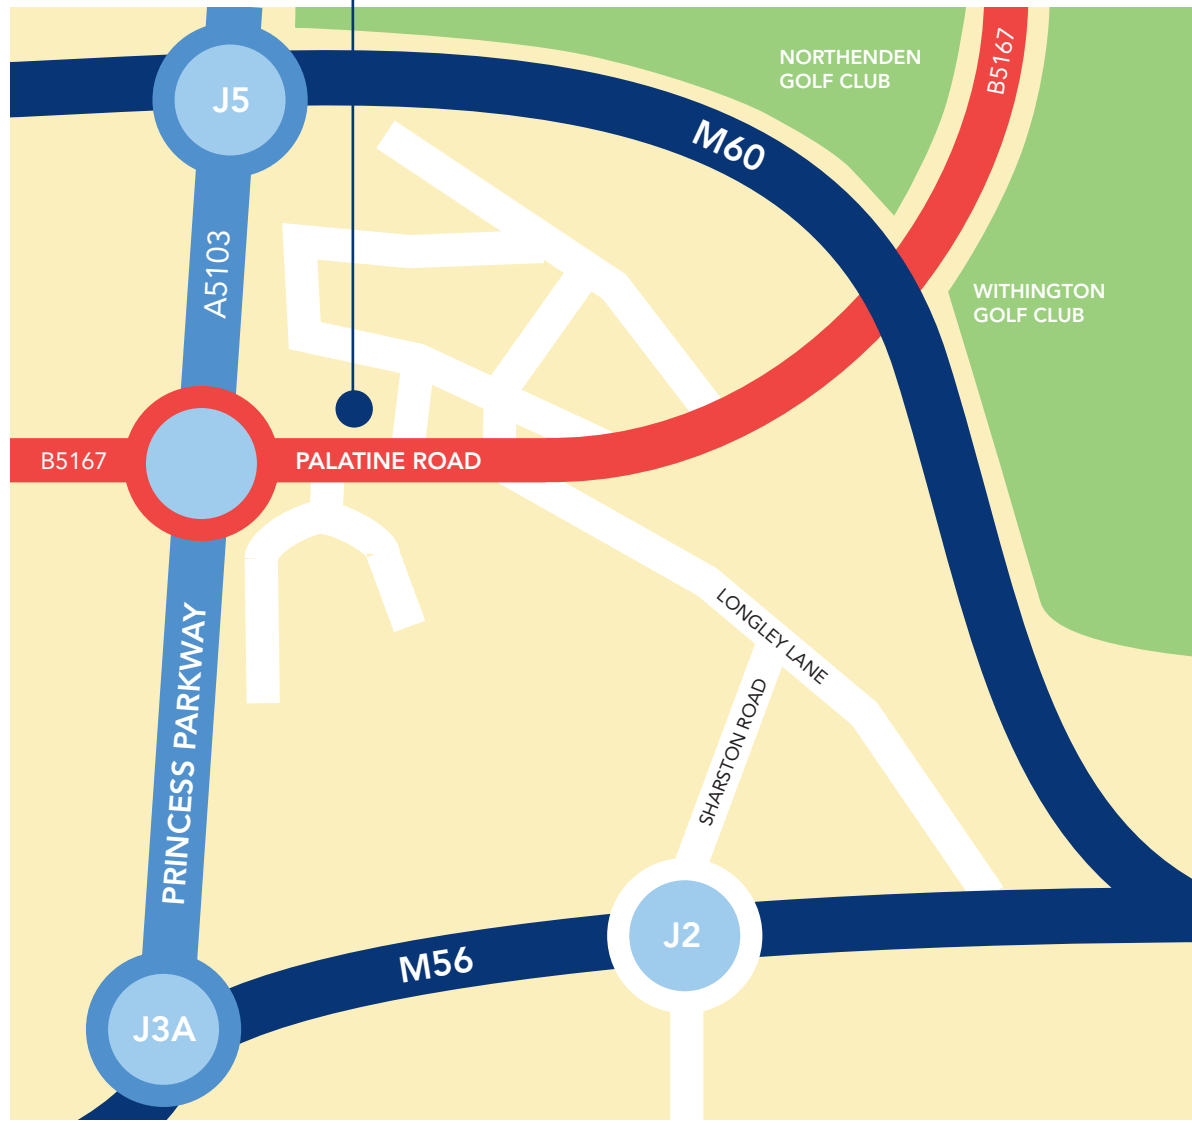 NORTHENDEN
GOLF CLUB
B5167
J5
M60
A5103
WITHINGTON
GOLF CLUB
B5167
PALATINE ROAD
LONGLEY LANE
SHARSTON ROAD
PRINCESS PARKWAY
J2
M56
J3A